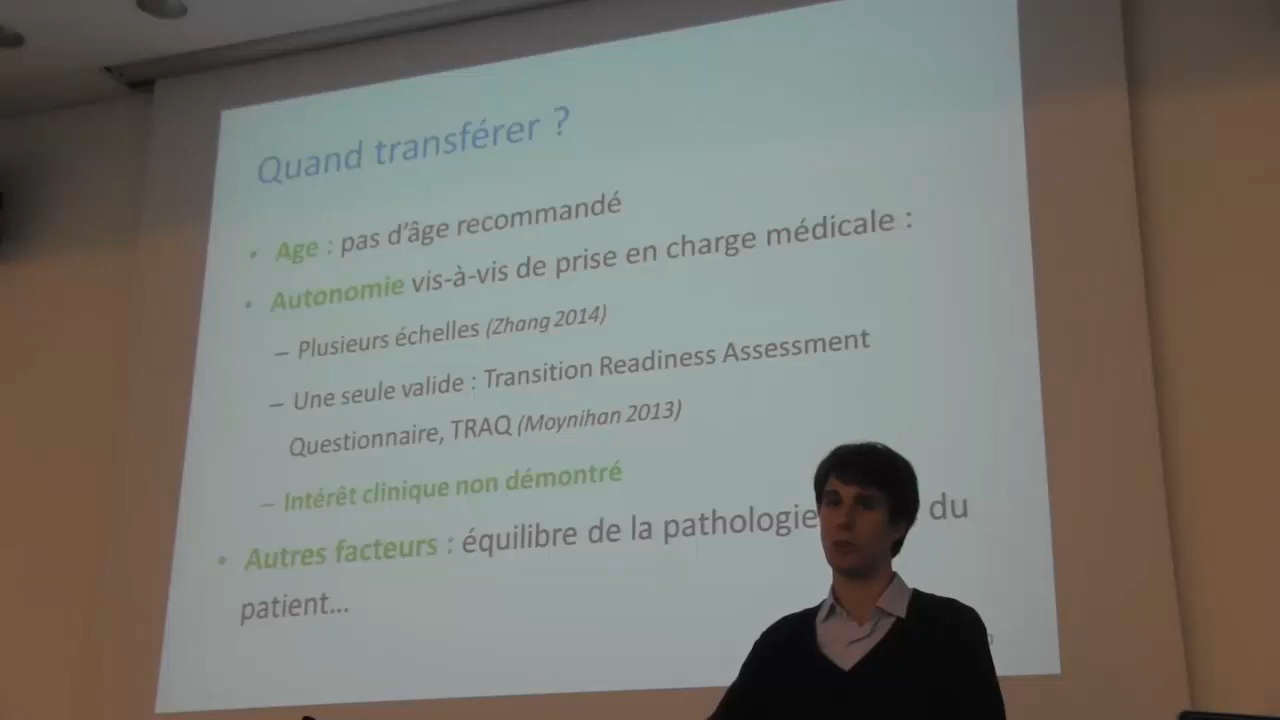 Quand transférer ?
• Age : pas d'âge recommandé
• Autonomie vis-à-vis de prise en charge médicale :
– Plusieurs échelles (Zhang 2014)
– Une seule valide : Transition Readiness Assessment
Questionnaire, TRAQ (Moynihan 2013)
– Intérêt clinique non démontré
• Autres facteurs : équilibre de la pathologie du
patient...